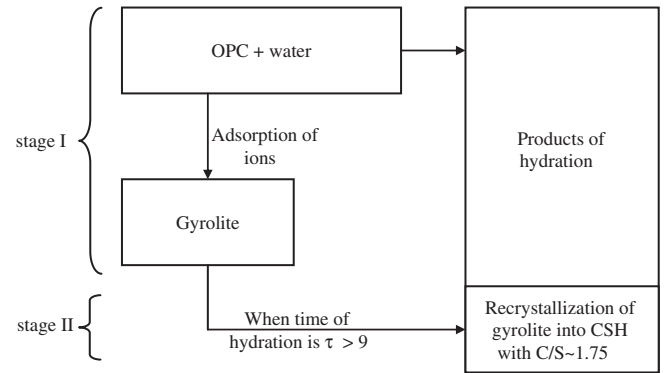 OPC + water
stage I
Adsorption of
ions
Products of
hydration
Gyrolite
stage II
When time of
hydration is τ > 9
Recrystallization of
gyrolite into CSH
with C/S~1.75